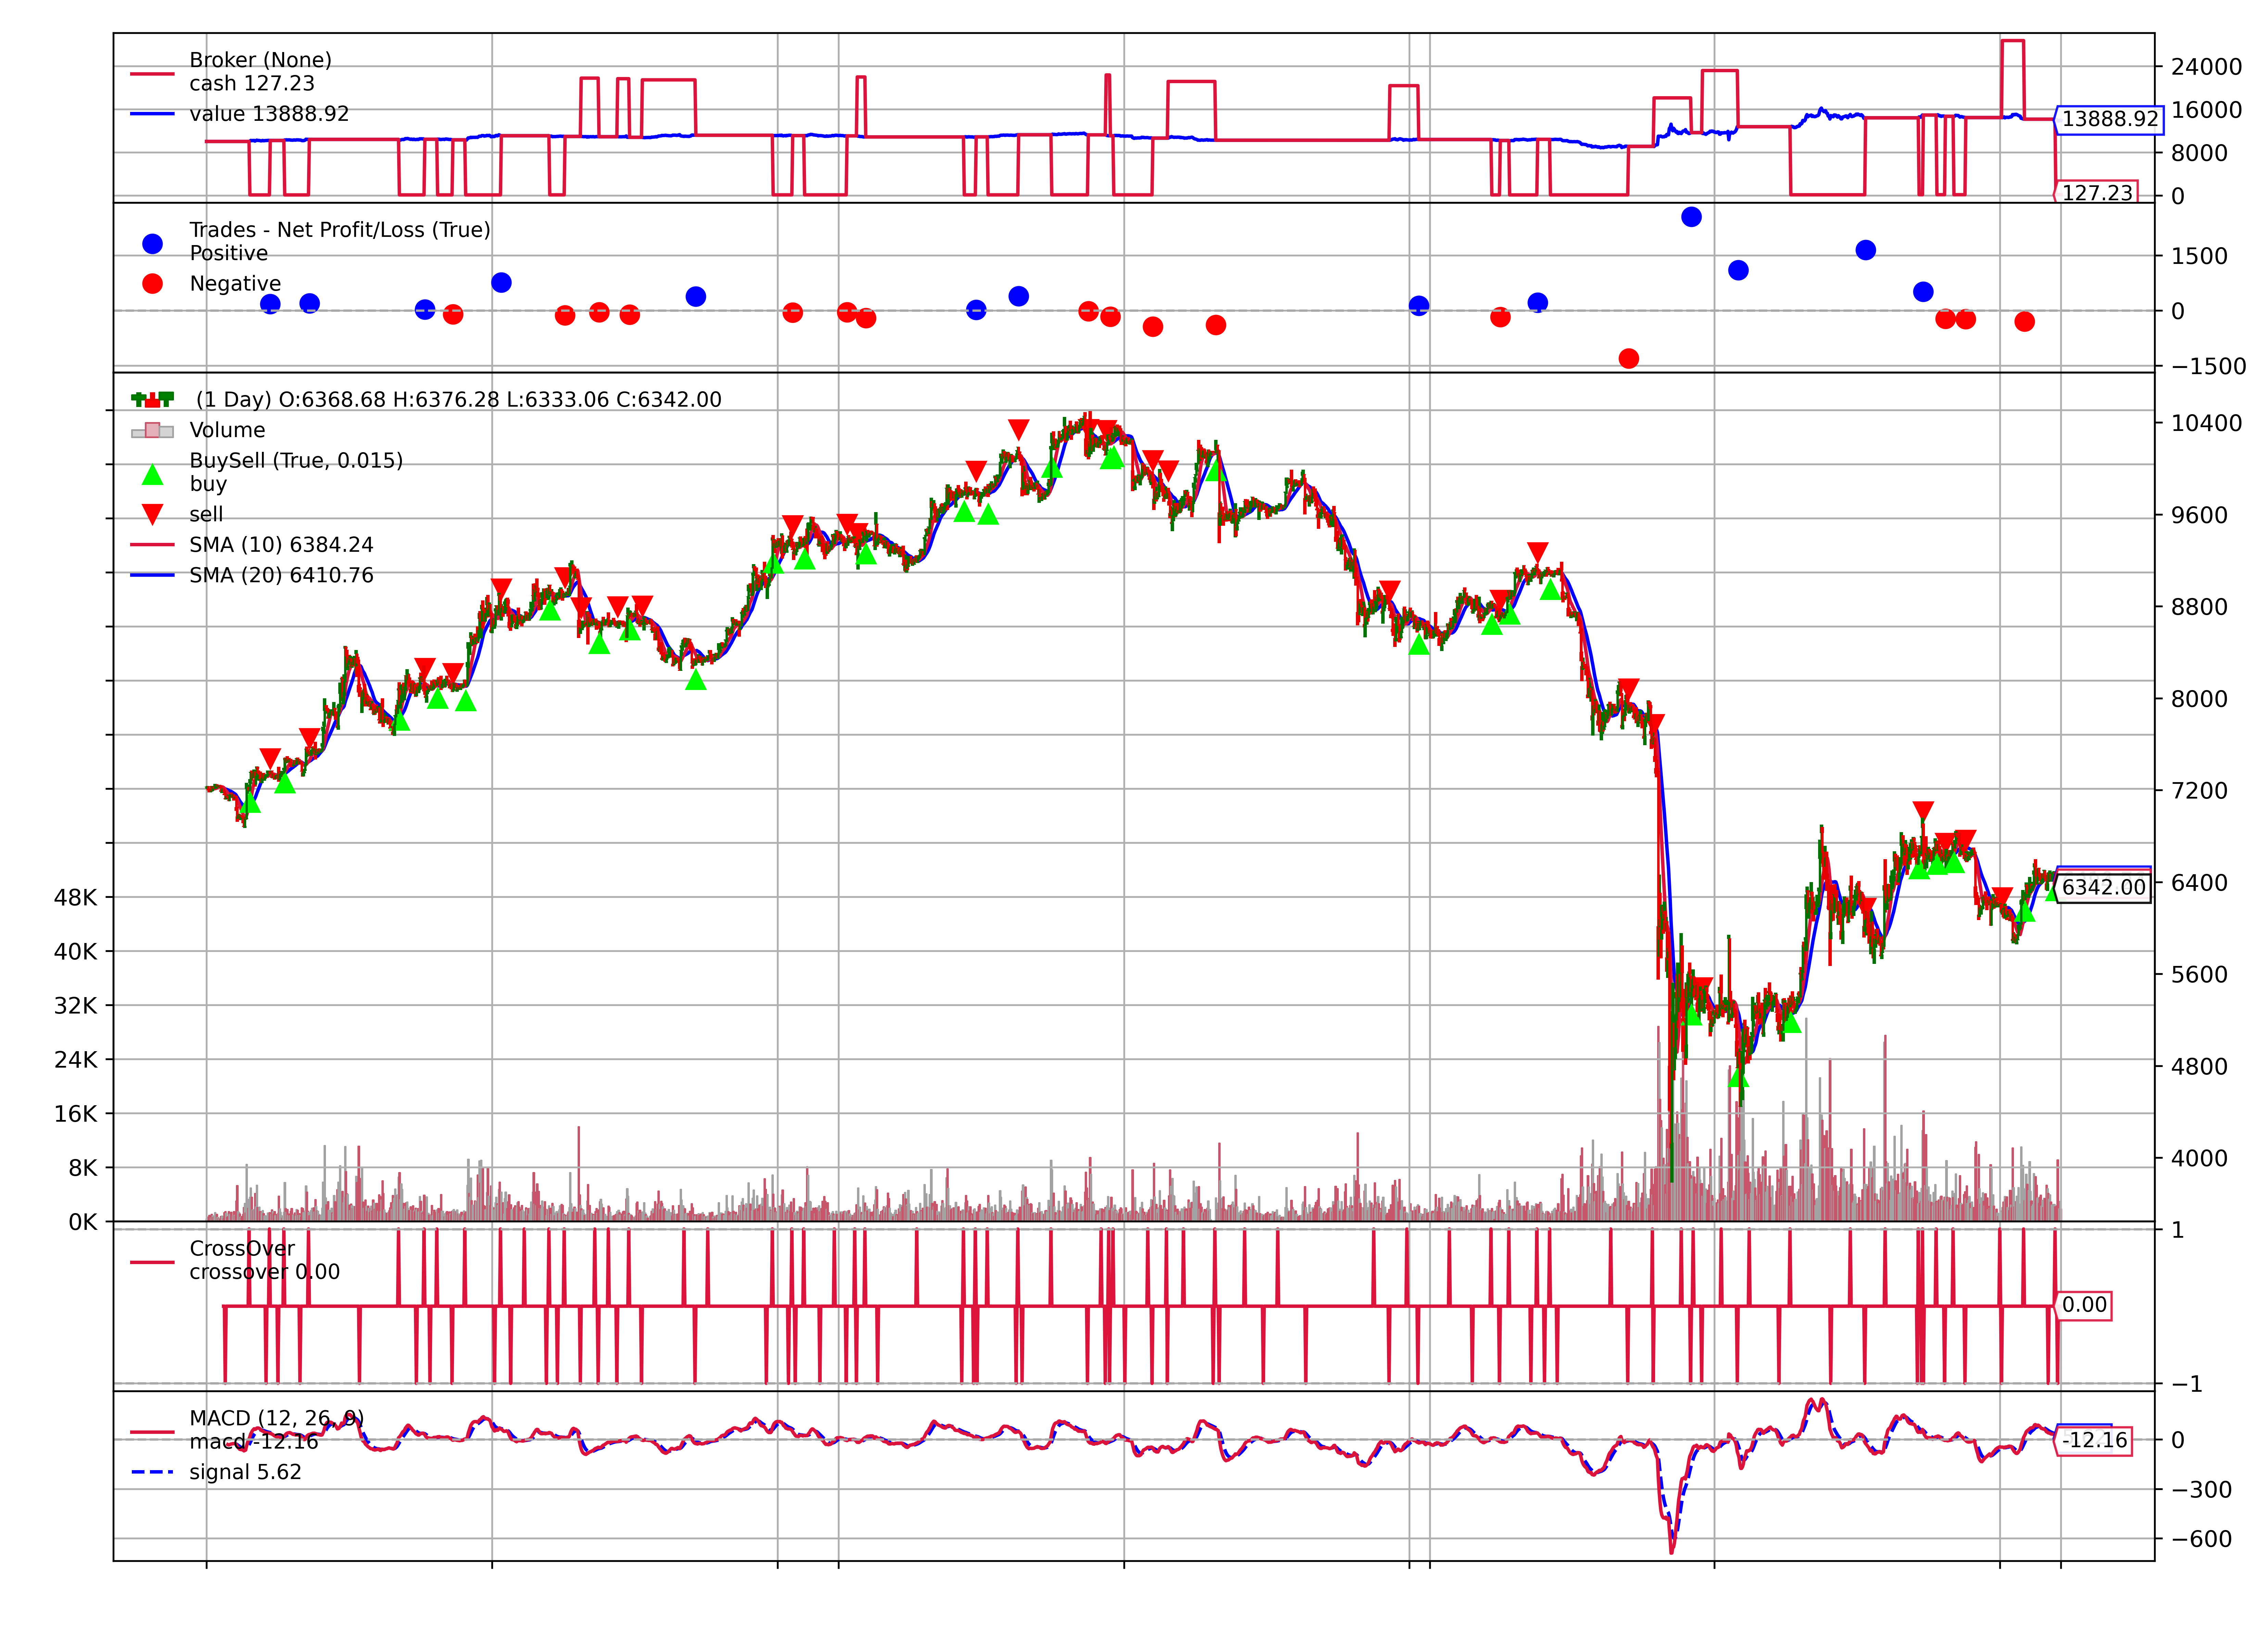 Broker (None)
cash 127.23
value 13888.92
24000
16000
13888.92
8000
127.23
0
Trades - Net Profit/Loss (True)
Positive
Negative
1500
0
−1500
(1 Day) O:6368.68 H:6376.28 L:6333.06 C:6342.00
Volume
BuySell (True, 0.015)
buy
sell
SMA (10) 6384.24
SMA (20) 6410.76
10400
9600
8800
8000
7200
6400
6342.00
5600
4800
4000
48K
40K
32K
24K
16K
8K
0K
CrossOver
crossover 0.00
1
0.00
−1
MACD (12, 26, 9)
macd -12.16
signal 5.62
0
-12.16
−300
−600